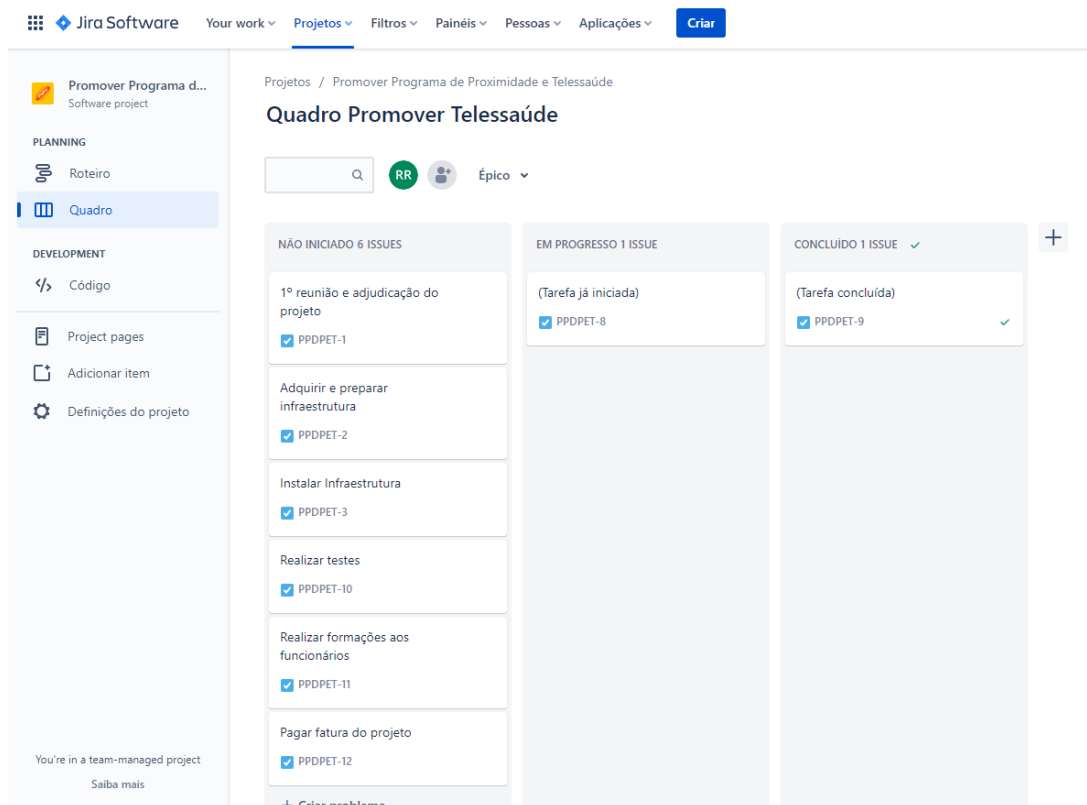 Jira Software
Your work
Projetos
Filtros
Painéis
Pessoas
Aplicações
Criar
Promover Programa d...
Software project
PLANNING
Roteiro
Quadro
DEVELOPMENT
Código
Project pages
Adicionar item
Definições do projeto
You're in a team-managed project
Saiba mais
Projetos / Promover Programa de Proximidade e Telessaúde
Quadro Promover Telessaúde
RR
Épico
NÃO INICIADO 6 ISSUES
1º reunião e adjudicação do
projeto
PPDPET-1
Adquirir e preparar
infraestrutura
PPDPET-2
Instalar Infraestrutura
PPDPET-3
Realizar testes
PPDPET-10
Realizar formações aos
funcionários
PPDPET-11
Pagar fatura do projeto
PPDPET-12
+ Criar problema
EM PROGRESSO 1 ISSUE
(Tarefa já iniciada)
PPDPET-8
CONCLUÍDO 1 ISSUE
(Tarefa concluída)
PPDPET-9